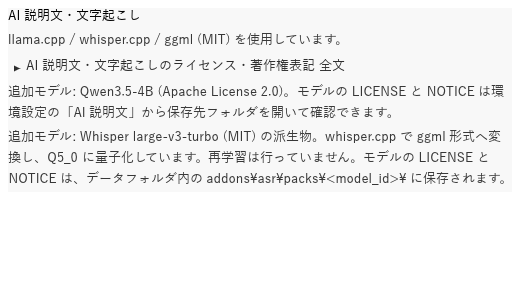 AI 説明文・文字起こし
llama.cpp / whisper.cpp / ggml (MIT) を使用しています。
▸ AI 説明文・文字起こしのライセンス・著作権表記 全文
追加モデル: Qwen3.5-4B (Apache License 2.0)。モデルの LICENSE と NOTICE は環
境設定の「AI 説明文」から保存先フォルダを開いて確認できます。
追加モデル: Whisper large-v3-turbo (MIT) の派生物。whisper.cpp で ggml 形式へ変
換し、Q5_0 に量子化しています。再学習は行っていません。モデルの LICENSE と
NOTICE は、データフォルダ内の addons¥asr¥packs¥<model_id>¥ に保存されます。